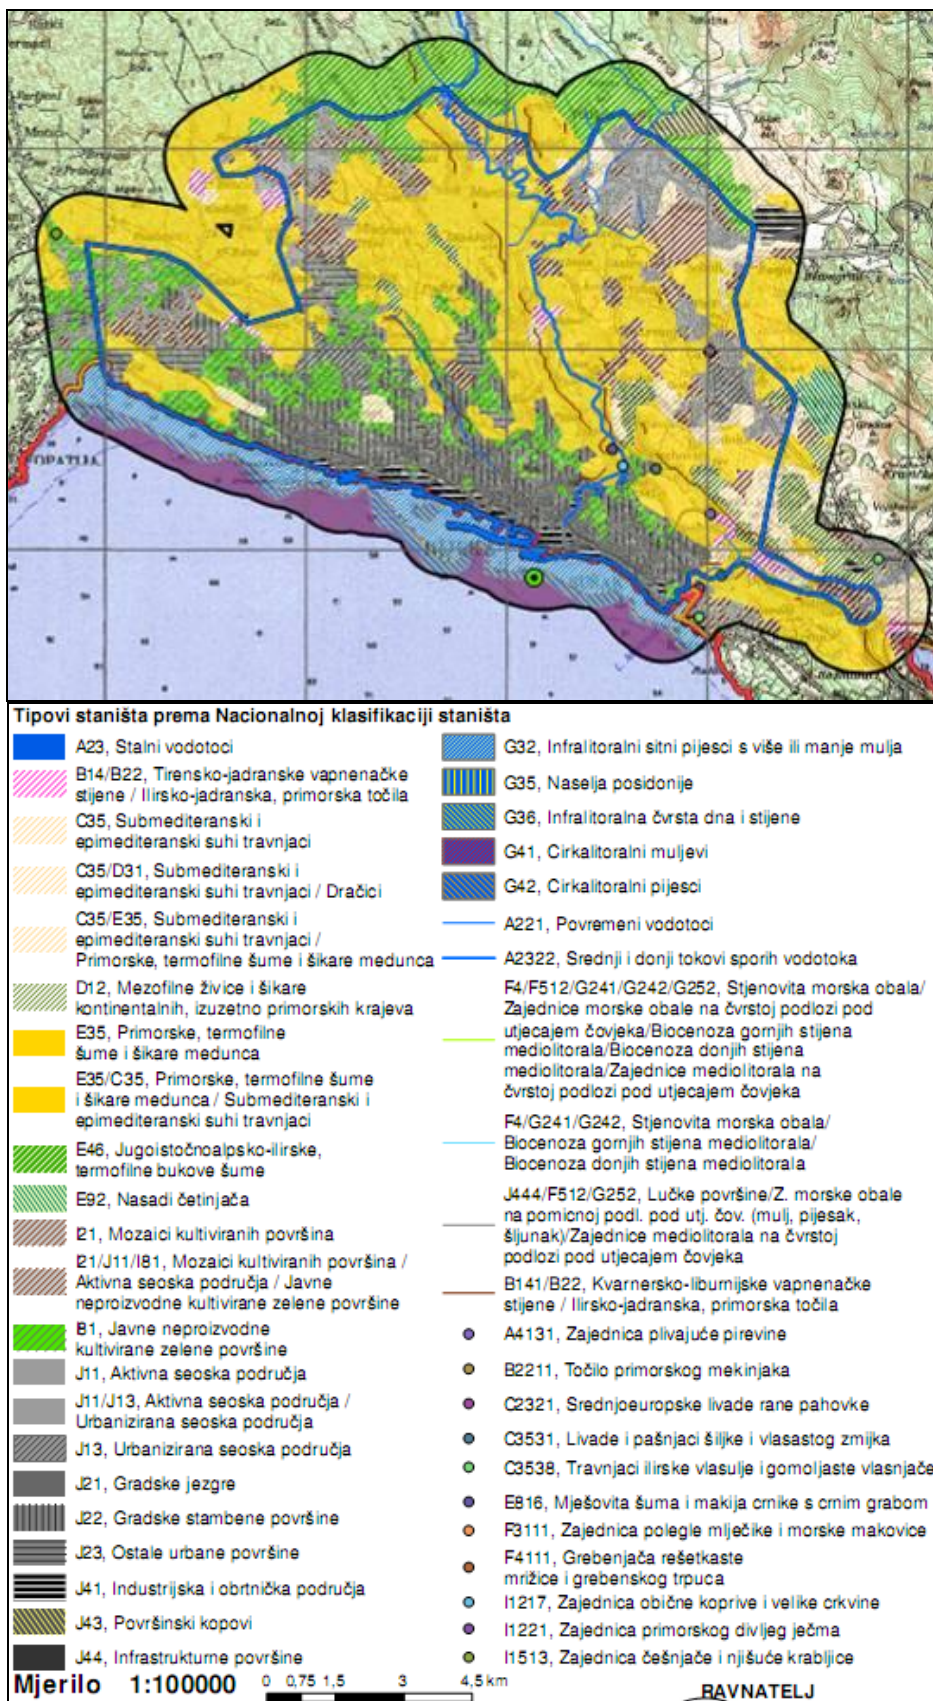 OPATIJA
Tipovi staništa prema Nacionalnoj klasifikaciji staništa
A23, Stalni vodotoci
B14/B22, Tirensko-jadranske vapnenačke
stijene / Ilirsko-jadranska, primorska točila
C35, Submediteranski i
epimediteranski suhi travnjaci
C35/D31, Submediteranski i
epimediteranski suhi travnjaci / Dračici
C35/E35, Submediteranski i
epimediteranski suhi travnjaci /
Primorske, termofilne šume i šikare medunca
D12, Mezofilne živice i šikare
kontinentalnih, izuzetno primorskih krajeva
E35, Primorske, termofilne
šume i šikare medunca
E35/C35, Primorske, termofilne šume
i šikare medunca / Submediteranski i
epimediteranski suhi travnjaci
E46, Jugoistočnoalpsko-ilirske,
termofilne bukove šume
E92, Nasadi četinjača
I21, Mozaici kultiviranih površina
I21/J11/I81, Mozaici kultiviranih površina /
Aktivna seoska područja / Javne
neproizvodne kultivirane zelene površine
I81, Javne neproizvodne
kultivirane zelene površine
J11, Aktivna seoska područja
J11/J13, Aktivna seoska područja /
Urbanizirana seoska područja
J13, Urbanizirana seoska područja
J21, Gradske jezgre
J22, Gradske stambene površine
J23, Ostale urbane površine
J41, Industrijska i obrtnička područja
J43, Površinski kopovi
J44, Infrastrukturne površine
G32, Infralitoralni sitni pijesci s više ili manje mulja
G35, Naselja posidonije
G36, Infralitoralna čvrsta dna i stijene
G41, Cirkalitoralni muljevi
G42, Cirkalitoralni pijesci
A221, Povremeni vodotoci
A2322, Srednji i donji tokovi sporih vodotoka
F4/F512/G241/G242/G252, Stjenovita morska obala/
Zajednice morske obale na čvrstoj podlozi pod
utjecajem čovjeka/Biocenoza gornjih stijena
mediolitorala/Biocenoza donjih stijena
mediolitorala/Zajednice mediolitorala na
čvrstoj podlozi pod utjecajem čovjeka
F4/G241/G242, Stjenovita morska obala/
Biocenoza gornjih stijena mediolitorala/
Biocenoza donjih stijena mediolitorala
J444/F512/G252, Lučke površine/Z. morske obale
na pomicnoj podl. pod utj. čov. (mulj, pijesak,
šljunak)/Zajednice mediolitorala na čvrstoj
podlozi pod utjecajem čovjeka
B141/B22, Kvarnersko-liburnijske vapnenačke
stijene / Ilirsko-jadranska, primorska točila
A4131, Zajednica plivajuće pirevine
B2211, Točilo primorskog mekinjaka
C2321, Srednjoeuropske livade rane pahovke
C3531, Livade i pašnjaci šiljke i vlasastog zmijka
C3538, Travnjaci ilirske vlasulje i gomoljaste vlasnjače
E816, Mješovita šuma i makija crnike s crnim grabom
F3111, Zajednica polegle mlječike i morske makovice
F4111, Grebenjača rešetkaste
mrižice i grebenskog trpuca
I1217, Zajednica obične koprive i velike crkvine
I1221, Zajednica primorskog divljeg ječma
I1513, Zajednica češnjače i njišuće krabljice
Mjerilo 1:100000
0 0,75 1,5 3 4,5 km
RAVNATELJ